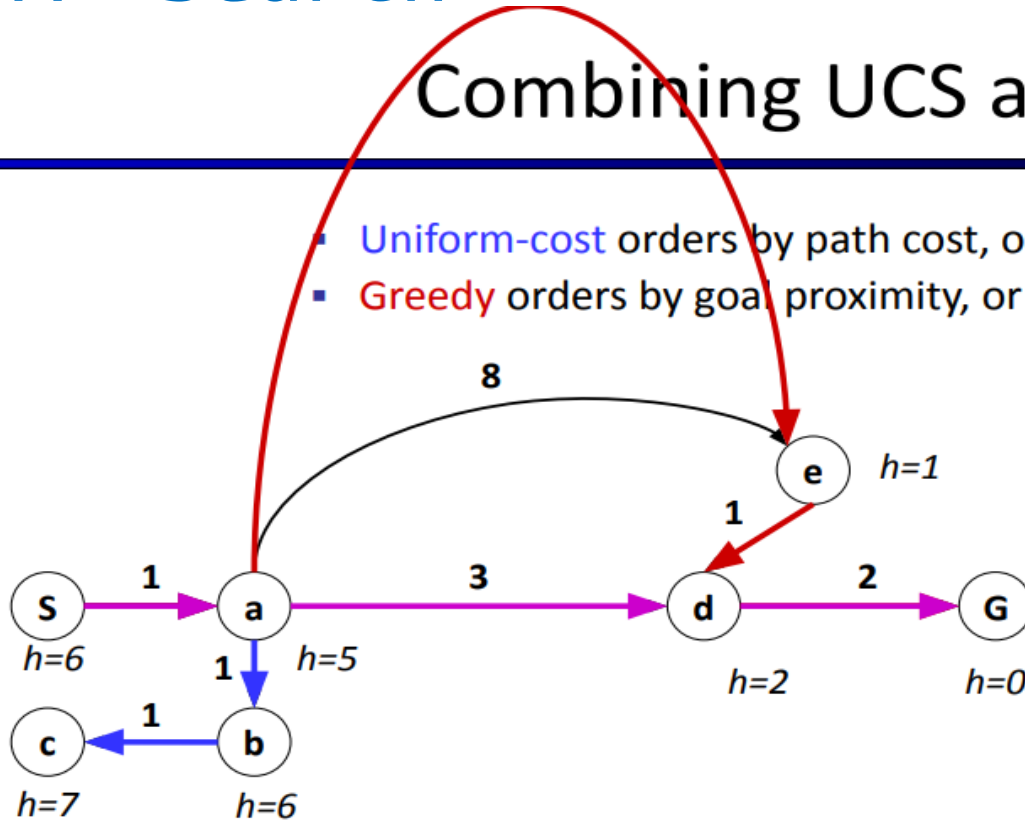 Combining UCS a
Uniform-cost orders by path cost, o
Greedy orders by goal proximity, or
8
e
h=1
1
S
1
a
3
d
2
G
h=6
1
h=5
h=2
h=0
c
1
b
h=7
h=6